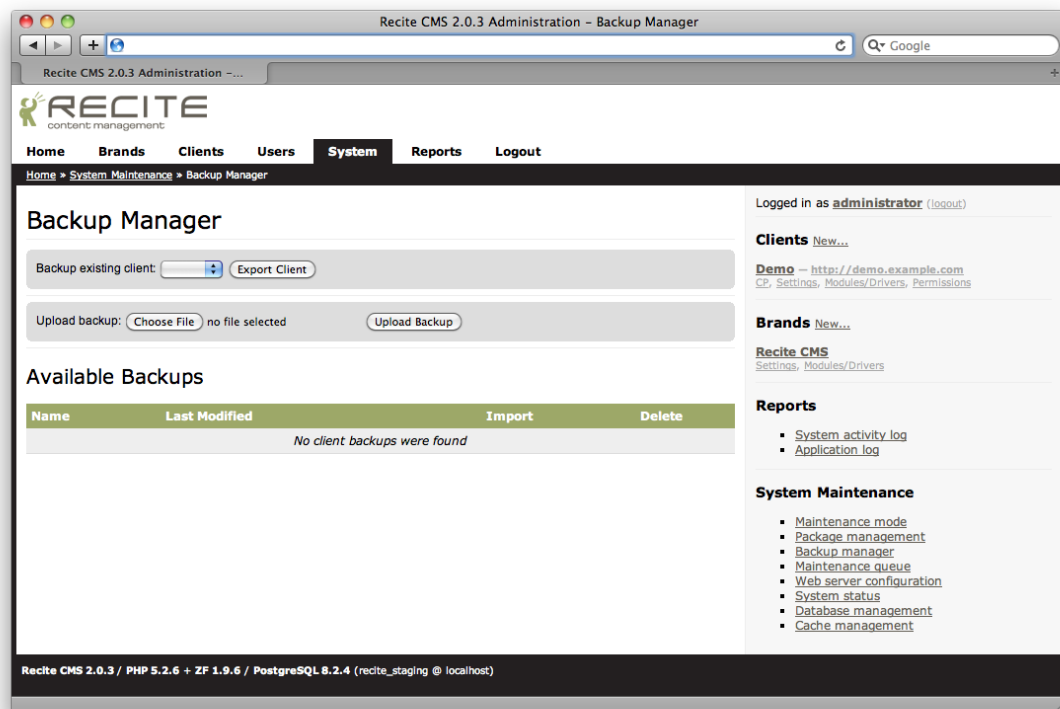 Recite CMS 2.0.3 Administration – Backup Manager
Google
Recite CMS 2.0.3 Administration –...
RECITE
content management
Home Brands Clients Users System Reports Logout
Home » System Maintenance » Backup Manager
Backup Manager
Backup existing client: Export Client
Upload backup: Choose File no file selected Upload Backup
Available Backups
Name Last Modified Import Delete
No client backups were found
Logged in as administrator (logout)
Clients New...
Demo — http://demo.example.com
CP, Settings, Modules/Drivers, Permissions
Brands New...
Recite CMS
Settings, Modules/Drivers
Reports
System activity log
Application log
System Maintenance
Maintenance mode
Package management
Backup manager
Maintenance queue
Web server configuration
System status
Database management
Cache management
Recite CMS 2.0.3 / PHP 5.2.6 + ZF 1.9.6 / PostgreSQL 8.2.4 (recite_staging @ localhost)